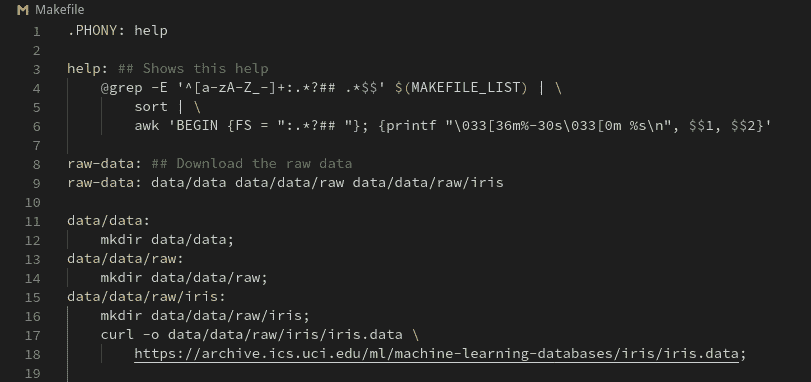 Makefile
1 .PHONY: help
2
3 help: ## Shows this help
4 @grep -E '^[a-zA-Z_-]+:.*?## .*$$' $(MAKEFILE_LIST) | \
5 sort | \
6 awk 'BEGIN {FS = ":.*?## "}; {printf "\033[36m%-30s\033[0m %s\n", $$1, $$2}'
7
8 raw-data: ## Download the raw data
9 raw-data: data/data data/data/raw data/data/raw/iris
10
11 data/data:
12 mkdir data/data;
13 data/data/raw:
14 mkdir data/data/raw;
15 data/data/raw/iris:
16 mkdir data/data/raw/iris;
17 curl -o data/data/raw/iris/iris.data \
18 https://archive.ics.uci.edu/ml/machine-learning-databases/iris/iris.data;
19